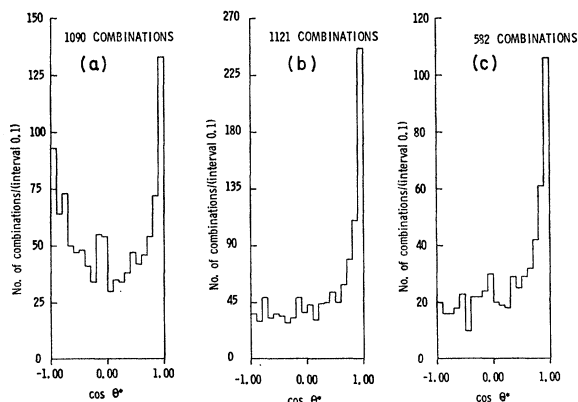 1090 COMBINATIONS
(a)
150
125
100
75
50
25
0
-1.00
0.00
1.00
No. of combinations/(interval 0.1)
cos θ*
1121 COMBINATIONS
(b)
270
225
180
135
90
45
0
-1.00
0.00
1.00
No. of combinations/(interval 0.1)
cos θ*
582 COMBINATIONS
(c)
120
100
80
60
40
20
0
-1.00
0.00
1.00
No. of combinations/(interval 0.1)
cos θ*